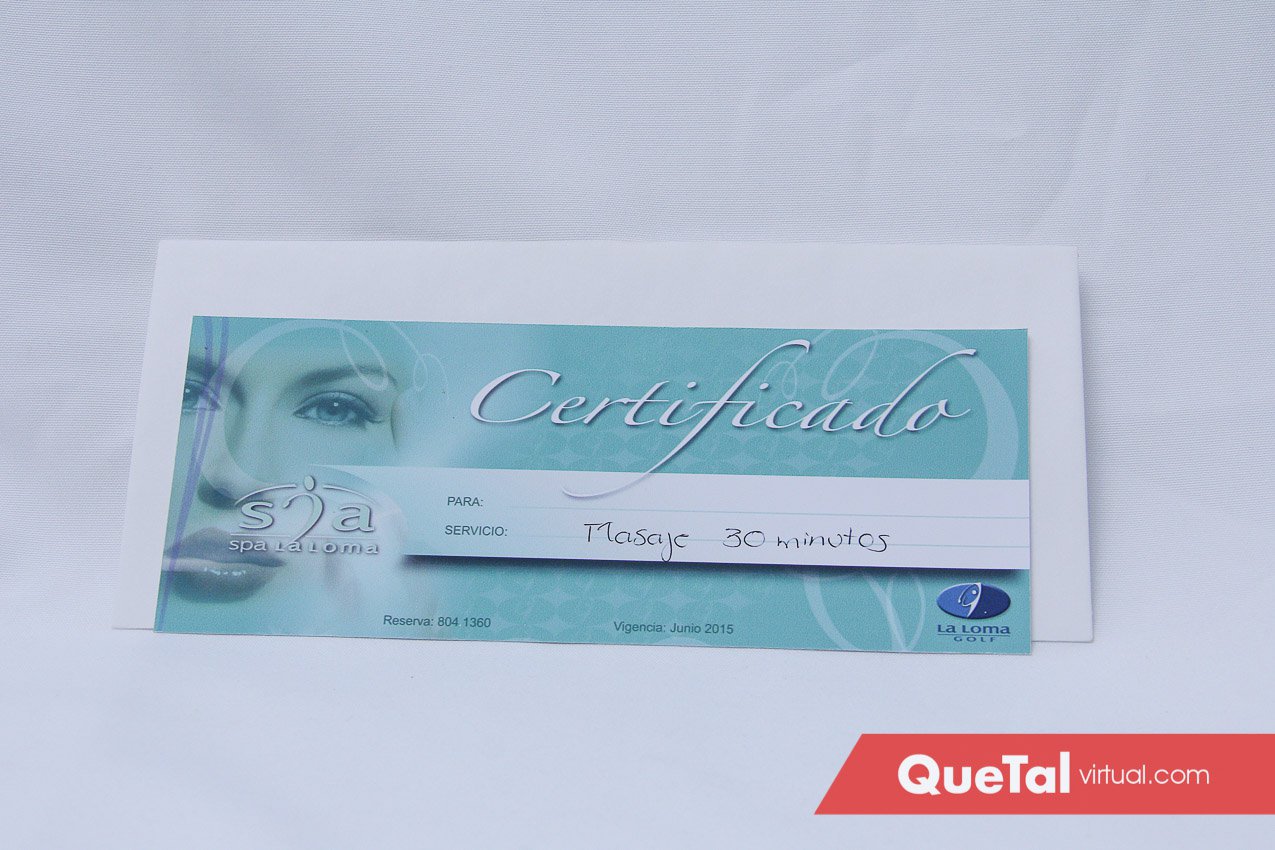 Certificado
PARA:
SERVICIO: Masaje 30 minutos
spa
spa La Loma
Reserva: 804 1360
Vigencia: Junio 2015
La Loma
GOLF
QueTal virtual.com